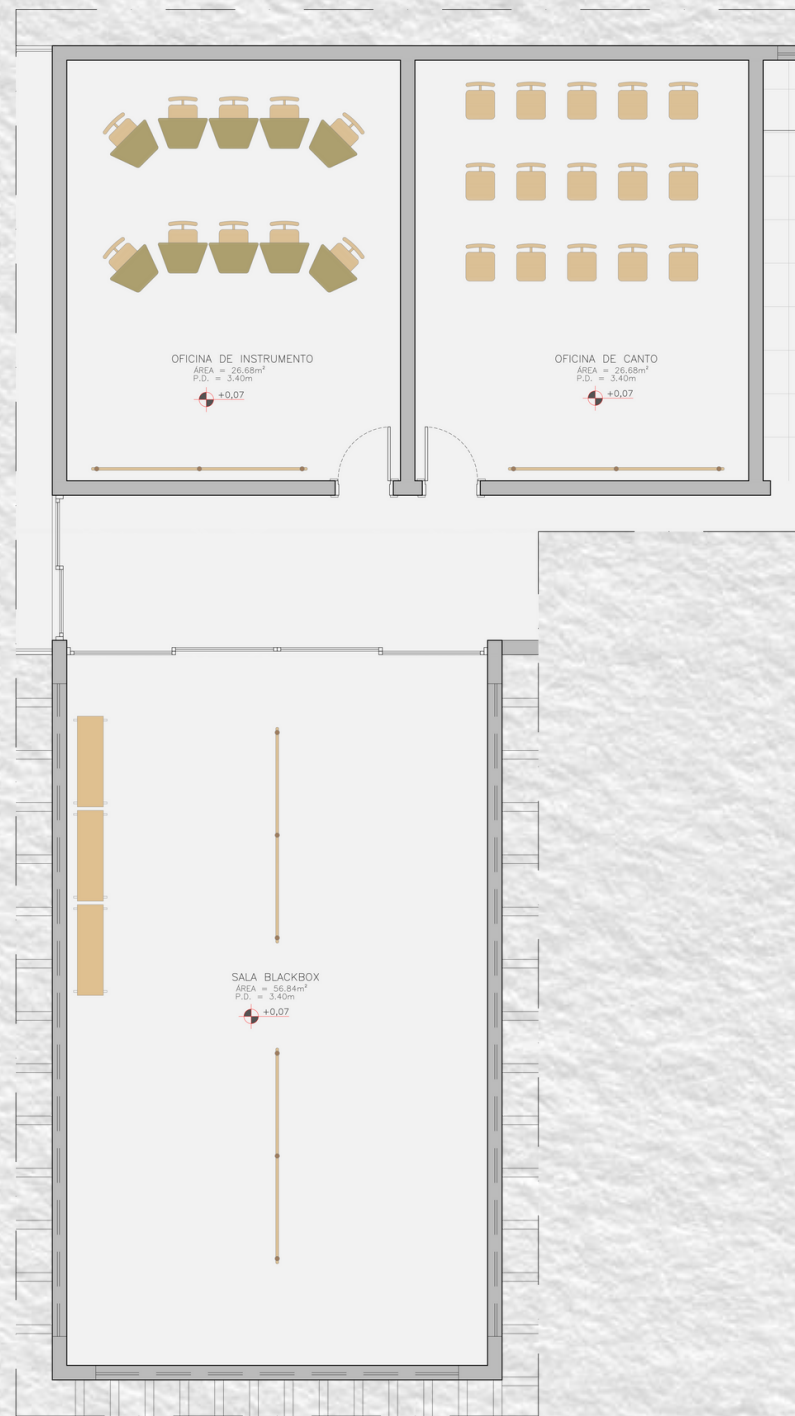 OFICINA DE INSTRUMENTO
ÁREA = 26.68m²
P.D. = 3.40m
+0,07
OFICINA DE CANTO
ÁREA = 26.68m²
P.D. = 3.40m
+0,07
SALA BLACKBOX
ÁREA = 56.84m²
P.D. = 3.40m
+0,07